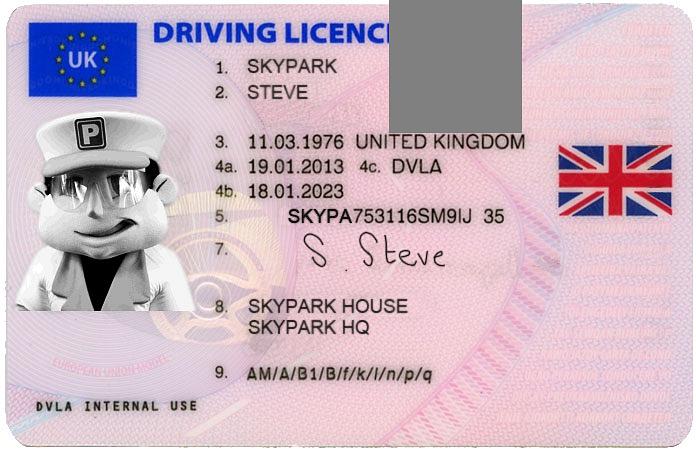 DRIVING LICENC
UK
1. SKYPARK
2. STEVE
3. 11.03.1976 UNITED KINGDOM
4a. 19.01.2013 4c. DVLA
4b. 18.01.2023
P
5. SKYPA753116SM9IJ 35
7. S. Steve
8. SKYPARK HOUSE
SKYPARK HQ
EUROPEAN UNION MODEL
9. AM/A/B1/B/f/k/l/n/p/q
DVLA INTERNAL USE